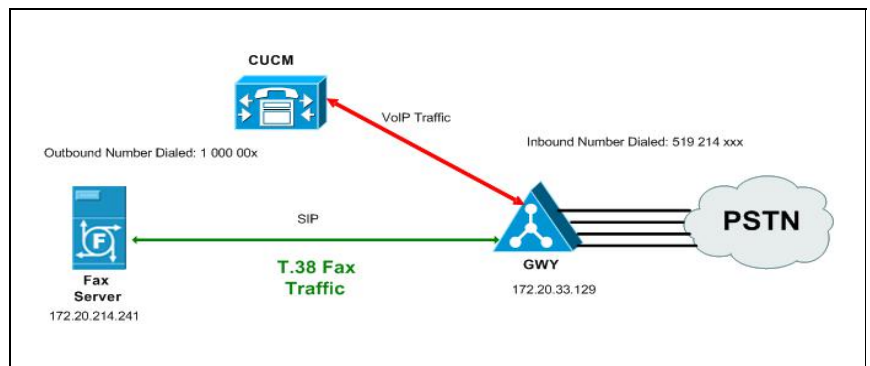 CUCM
VoIP Traffic
Outbound Number Dialed: 1 000 00x
Inbound Number Dialed: 519 214 xxx
F
SIP
PSTN
T.38 Fax
Traffic
Fax
Server
172.20.214.241
GWY
172.20.33.129